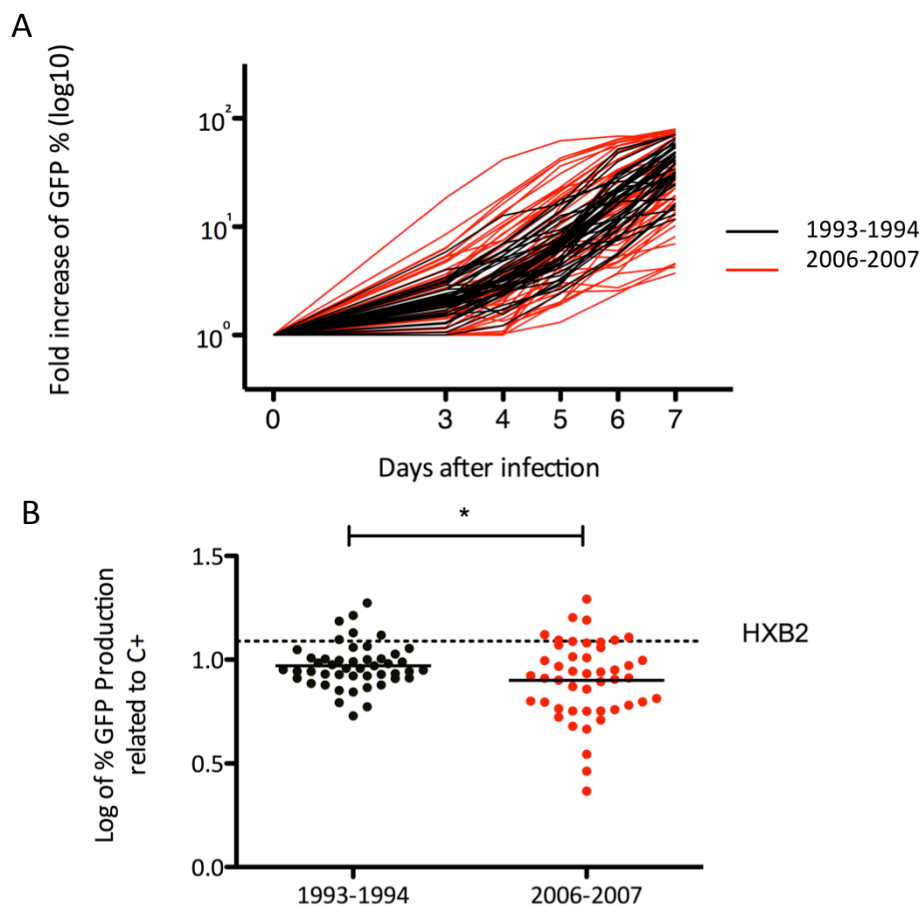 A
Fold increase of GFP % (log10)
10²
10¹
10⁰
0 3 4 5 6 7
Days after infection
1993-1994
2006-2007
B
*
Log of % GFP Production
related to C+
1.5
1.0
0.5
0.0
HXB2
1993-1994 2006-2007